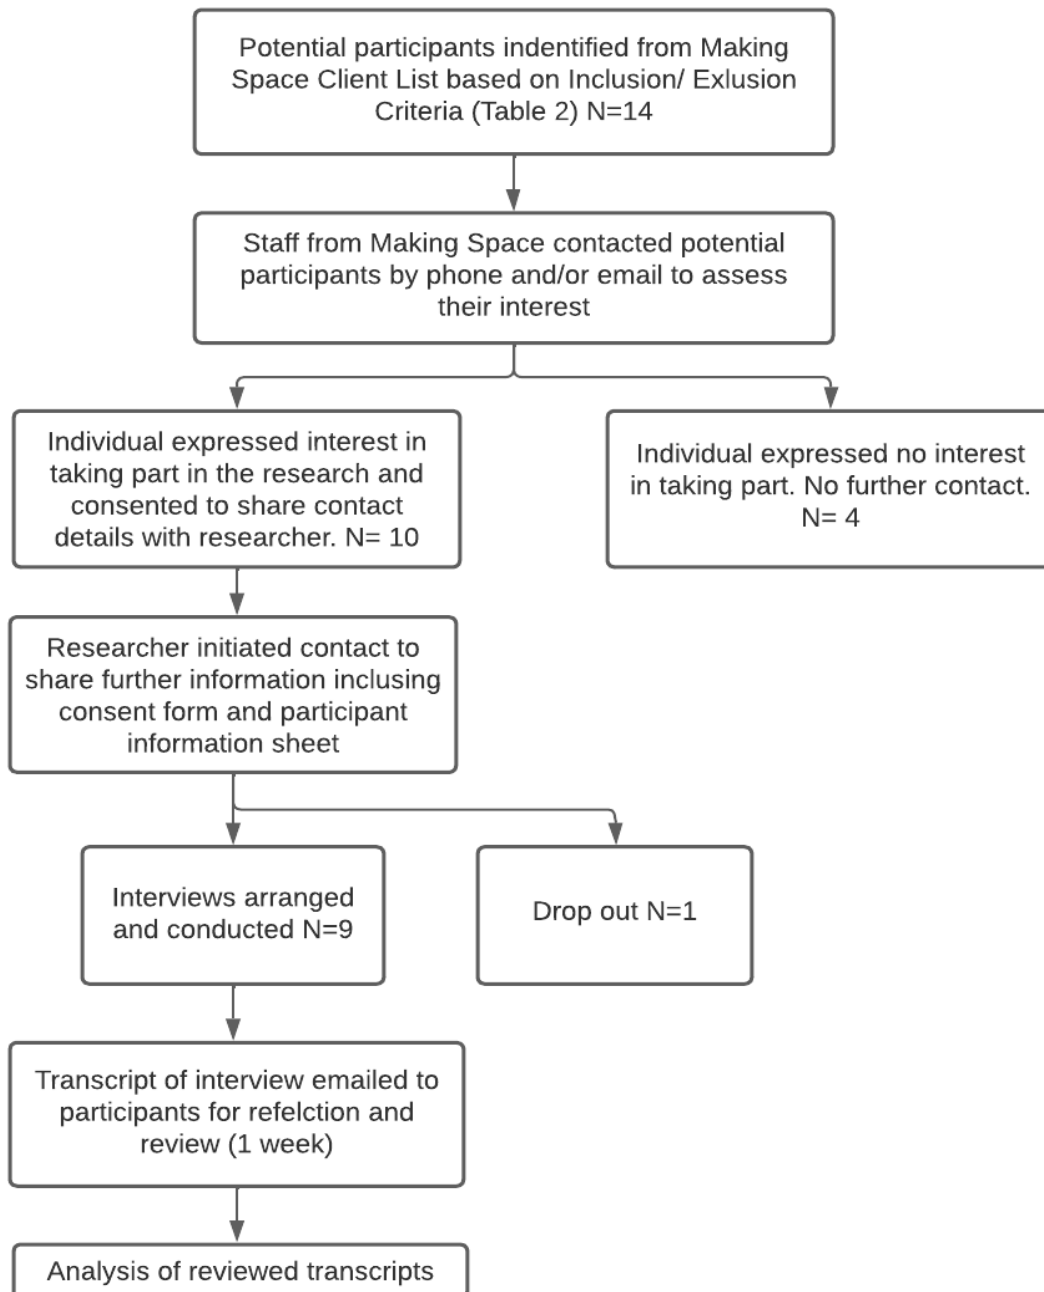 Potential participants indentified from Making
Space Client List based on Inclusion/ Exlusion
Criteria (Table 2) N=14
Staff from Making Space contacted potential
participants by phone and/or email to assess
their interest
Individual expressed interest in
taking part in the research and
consented to share contact
details with researcher. N= 10
Individual expressed no interest
in taking part. No further contact.
N= 4
Researcher initiated contact to
share further information inclusing
consent form and participant
information sheet
Interviews arranged
and conducted N=9
Drop out N=1
Transcript of interview emailed to
participants for refelction and
review (1 week)
Analysis of reviewed transcripts